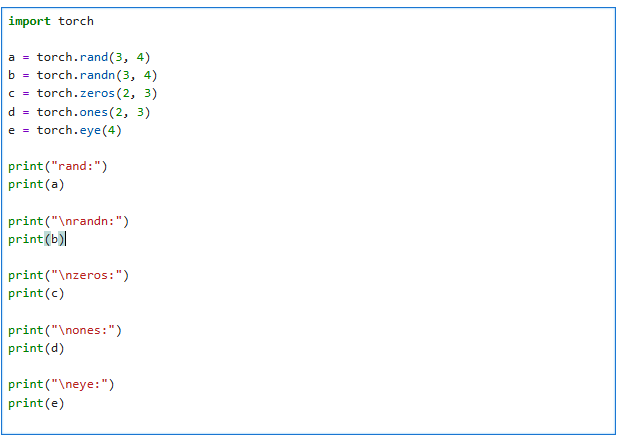 import torch
a = torch.rand(3, 4)
b = torch.randn(3, 4)
c = torch.zeros(2, 3)
d = torch.ones(2, 3)
e = torch.eye(4)
print("rand:")
print(a)
print("\nrandn:")
print(b)
print("\nzeros:")
print(c)
print("\nones:")
print(d)
print("\neye:")
print(e)